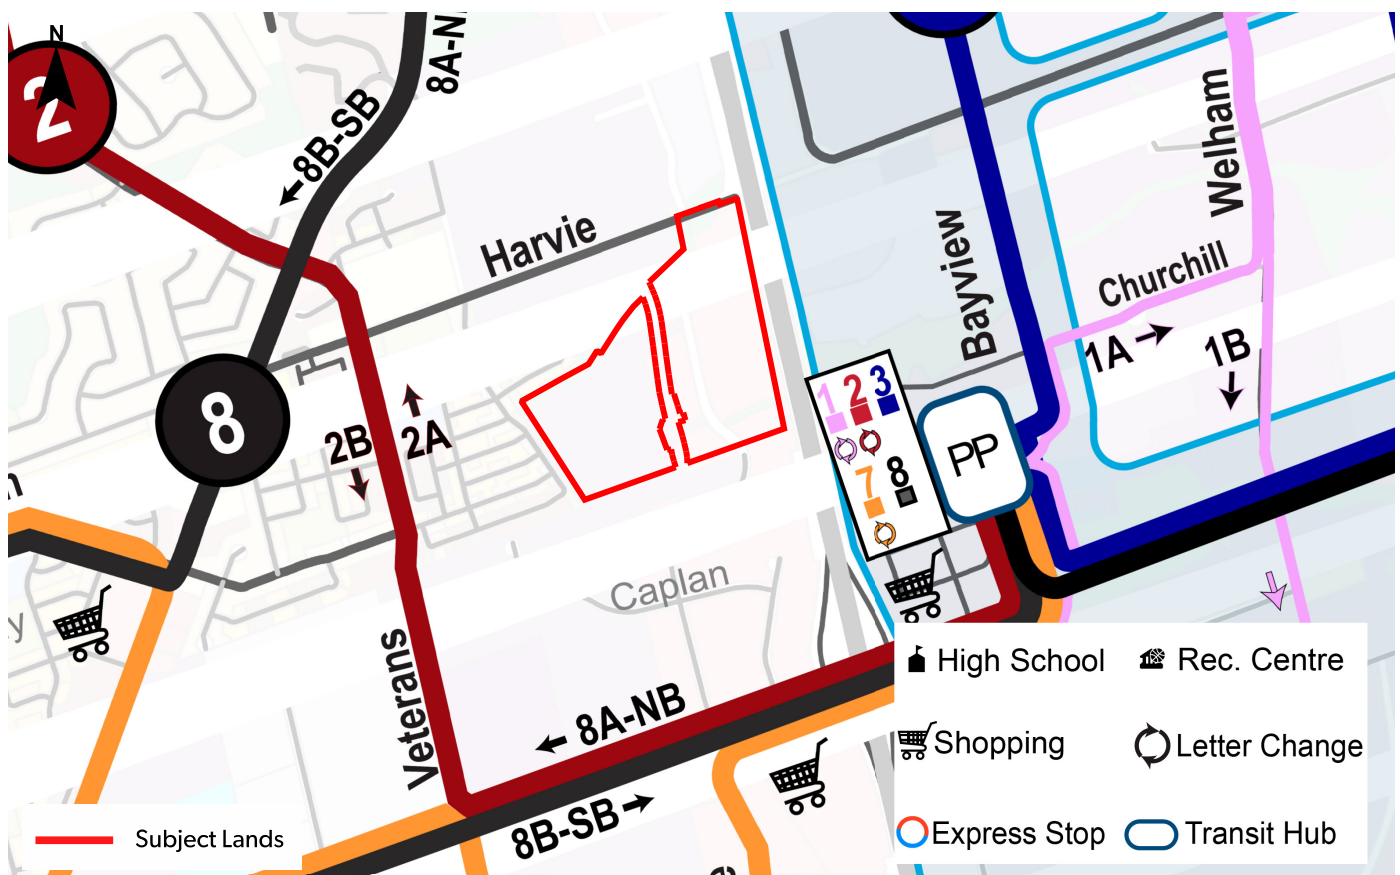 N
2
8A-N
8B-SB
Welham
Harvie
Bayview
Churchill
1A
1B
8
2B
2A
1 2 3
7 8
PP
n
Caplan
y
Veterans
8A-NB
8B-SB
e
High School
Rec. Centre
Shopping
Letter Change
Express Stop
Transit Hub
Subject Lands